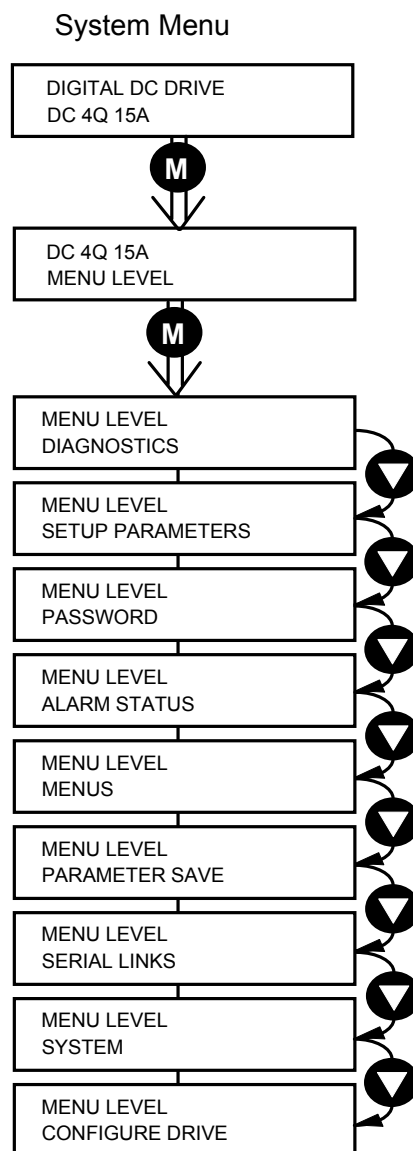 System Menu
DIGITAL DC DRIVE
DC 4Q 15A
M
DC 4Q 15A
MENU LEVEL
M
MENU LEVEL
DIAGNOSTICS
MENU LEVEL
SETUP PARAMETERS
MENU LEVEL
PASSWORD
MENU LEVEL
ALARM STATUS
MENU LEVEL
MENUS
MENU LEVEL
PARAMETER SAVE
MENU LEVEL
SERIAL LINKS
MENU LEVEL
SYSTEM
MENU LEVEL
CONFIGURE DRIVE